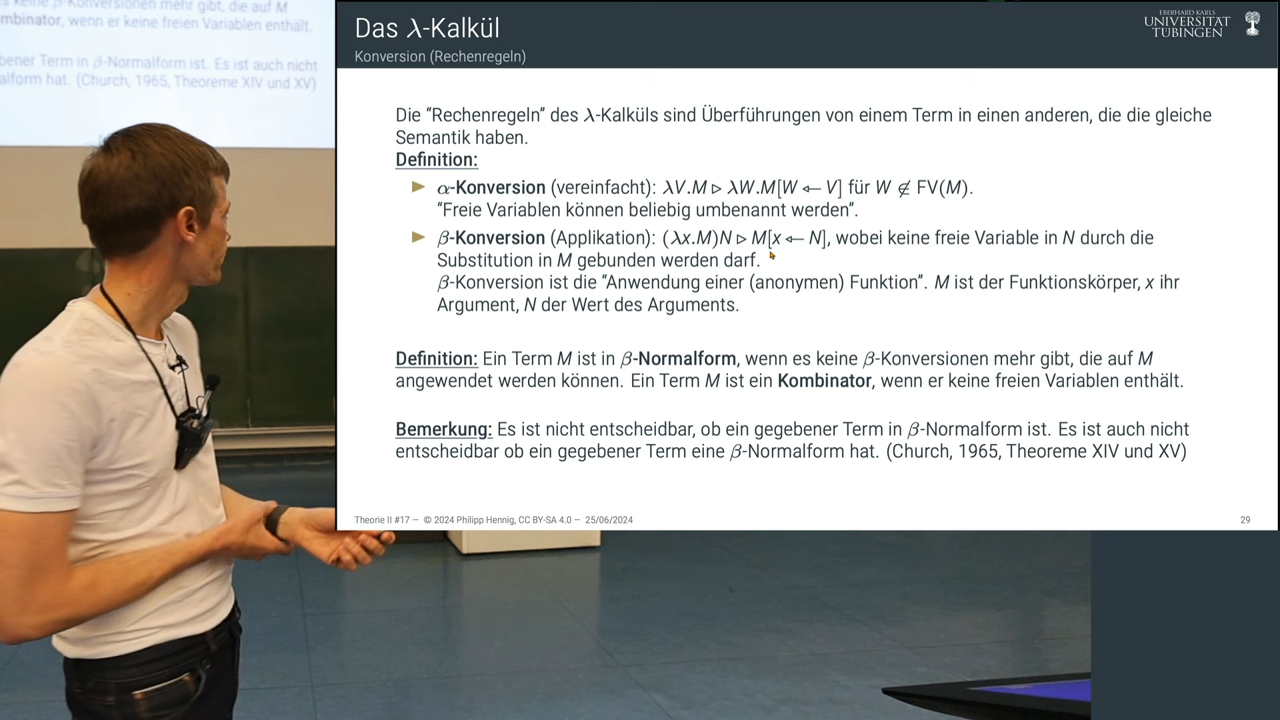 s keine β-Konversionen mehr gibt, die auf M
mbinator, wenn er keine freien Variablen enthält.
bener Term in β-Normalform ist. Es ist auch nicht
alform hat. (Church, 1965, Theoreme XIV und XV)
Das λ-Kalkül
Konversion (Rechenregeln)
EBERHARD KARLS
UNIVERSITÄT
TÜBINGEN
Die “Rechenregeln” des λ-Kalküls sind Überführungen von einem Term in einen anderen, die die gleiche
Semantik haben.
Definition:
α-Konversion (vereinfacht): λV.M ▷ λW.M[W ← V] für W ∉ FV(M).
“Freie Variablen können beliebig umbenannt werden”.
β-Konversion (Applikation): (λx.M)N ▷ M[x ← N], wobei keine freie Variable in N durch die
Substitution in M gebunden werden darf.
β-Konversion ist die “Anwendung einer (anonymen) Funktion”. M ist der Funktionskörper, x ihr
Argument, N der Wert des Arguments.
Definition: Ein Term M ist in β-Normalform, wenn es keine β-Konversionen mehr gibt, die auf M
angewendet werden können. Ein Term M ist ein Kombinator, wenn er keine freien Variablen enthält.
Bemerkung: Es ist nicht entscheidbar, ob ein gegebener Term in β-Normalform ist. Es ist auch nicht
entscheidbar ob ein gegebener Term eine β-Normalform hat. (Church, 1965, Theoreme XIV und XV)
Theorie II #17 — © 2024 Philipp Hennig, CC BY-SA 4.0 — 25/06/2024
29